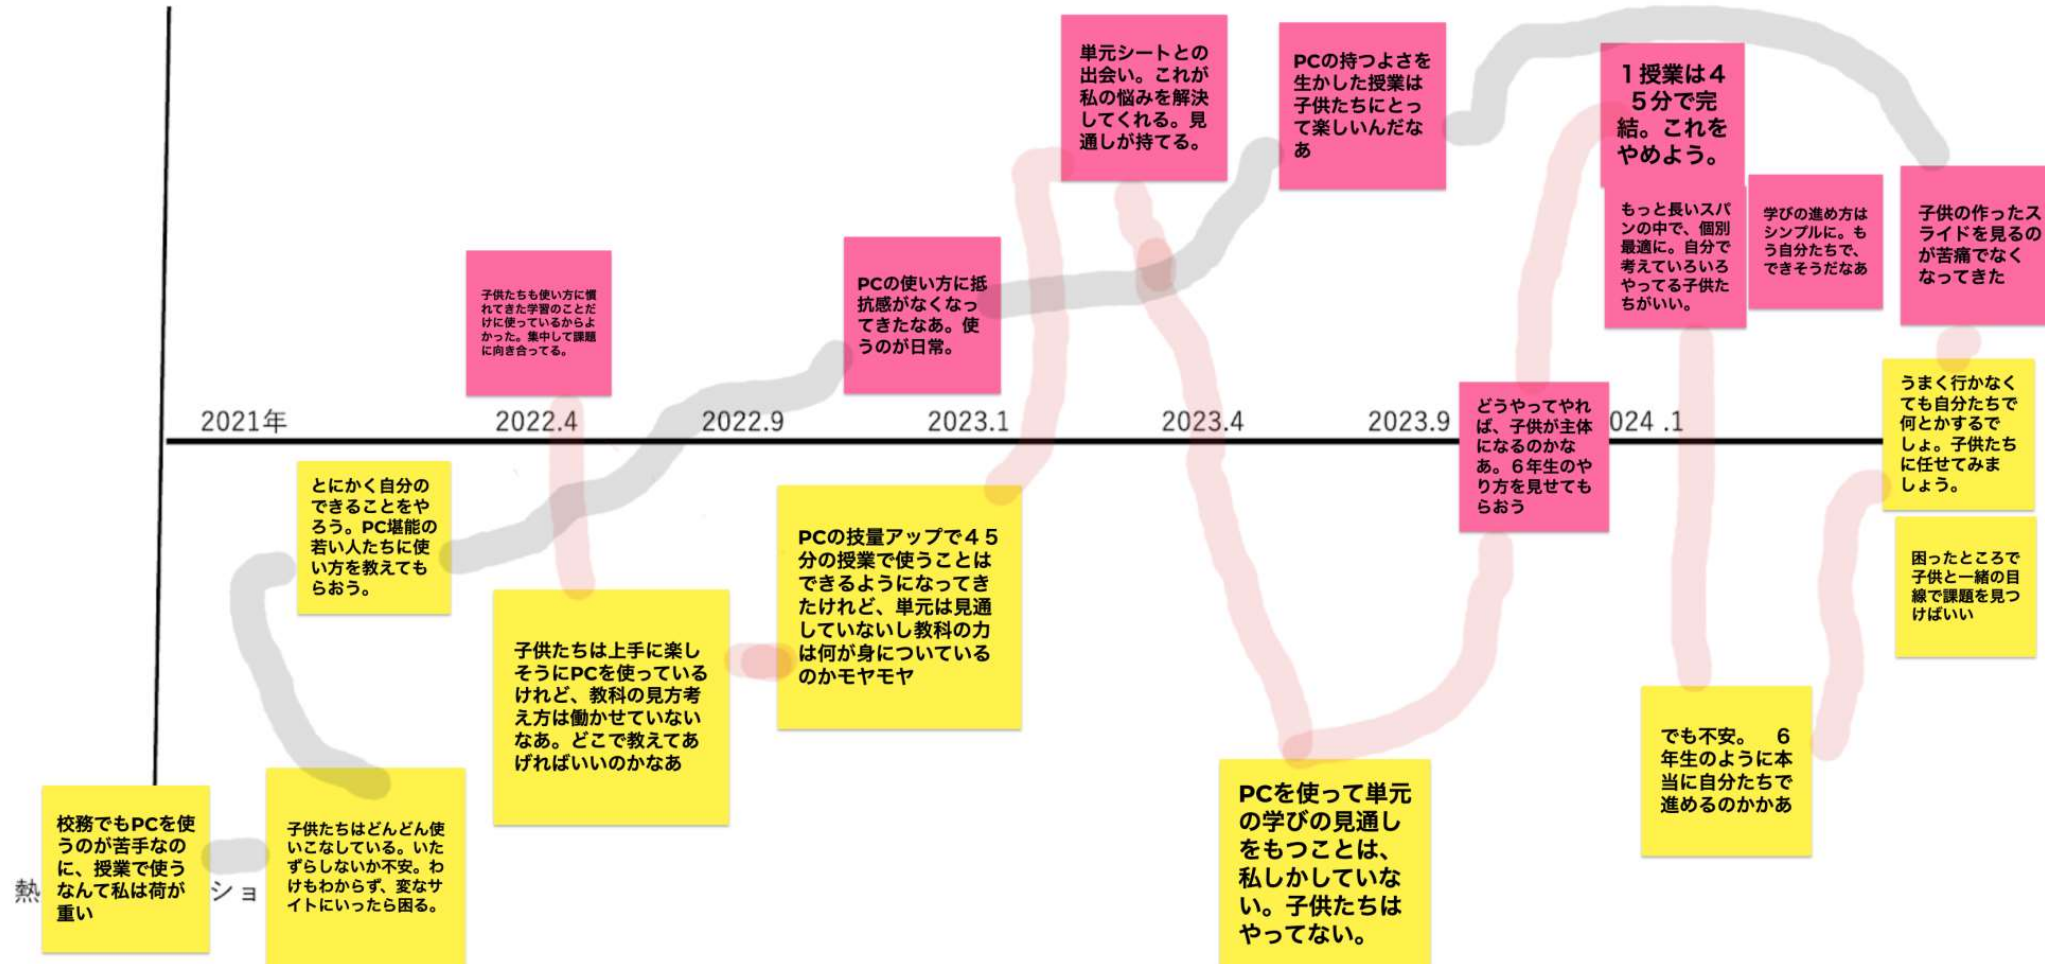 単元シートとの
出会い。これが
私の悩みを解決
してくれる。見
通しが持てる。
PCの持つよさを
生かした授業は
子供たちにとっ
て楽しいんだな
あ
１授業は４
５分で完
結。これを
やめよう。
もっと長いスパ
ンの中で、個別
最適に。自分で
考えていろいろ
やってる子供た
ちがいい。
学びの進め方は
シンプルに。も
う自分たちで、
できそうだなあ
子供の作ったス
ライドを見るの
が苦痛でなく
なってきた
子供たちも使い方に慣
れてきた学習のことだ
けに使っているからよ
かった。集中して課題
に向き合ってる。
PCの使い方に抵
抗感がなくなっ
てきたなあ。使
うのが日常。
2021年
2022.4
2022.9
2023.1
2023.4
2023.9
024 .1
どうやってやれ
ば、子供が主体
になるのかな
あ。６年生のや
り方を見せても
らおう
うまく行かなく
ても自分たちで
何とかするで
しょ。子供たち
に任せてみま
しょう。
とにかく自分の
できることをや
ろう。PC堪能の
若い人たちに使
い方を教えても
らおう。
PCの技量アップで４５
分の授業で使うことは
できるようになってき
たけれど、単元は見通
していないし教科の力
は何が身についている
のかモヤモヤ
困ったところで
子供と一緒の目
線で課題を見つ
ければいい
子供たちは上手に楽し
そうにPCを使っている
けれど、教科の見方考
え方は働かせていない
なあ。どこで教えてあ
げればいいのかなあ
でも不安。　６
年生のように本
当に自分たちで
進めるのかかあ
PCを使って単元
の学びの見通し
をもつことは、
私しかしていな
い。子供たちは
やってない。
校務でもPCを使
うのが苦手なの
に、授業で使う
なんて私は荷が
重い
子供たちはどんどん使
いこなしている。いた
ずらしないか不安。わ
けもわからず、変なサ
イトにいったら困る。
熱
ショ